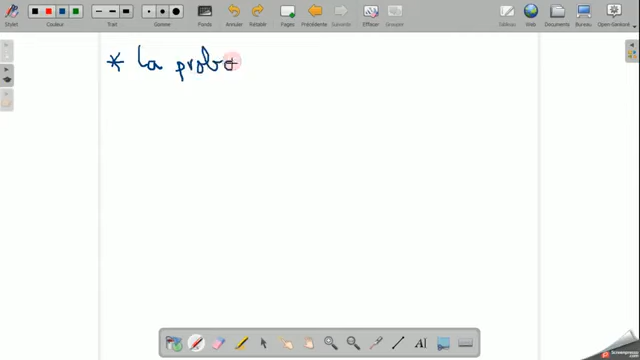 Stylet
Couleur
Trait
Gomme
Fonds
Annuler
Rétablir
Pages
Précédente
Suivante
Effacer
Grouper
Tableau
Web
Documents
Bureau
Open-Sankoré
* La proba